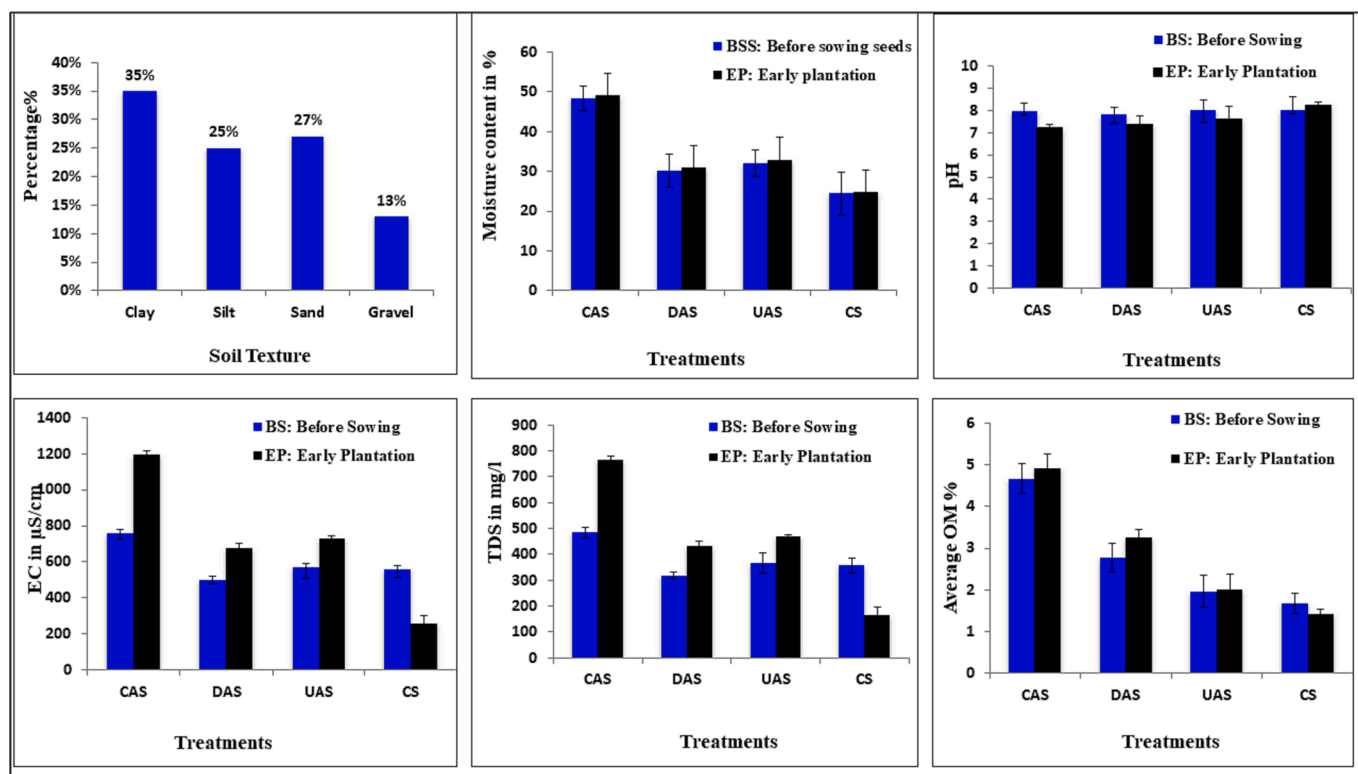 40%
35%
30%
25%
20%
15%
10%
5%
0%
Percentage%
35%
25%
27%
13%
Clay Silt Sand Gravel
Soil Texture
BSS: Before sowing seeds
EP: Early plantation
60
50
40
30
20
10
0
Moisture content in %
CAS DAS UAS CS
Treatments
BS: Before Sowing
EP: Early Plantation
10
9
8
7
6
5
4
3
2
1
0
pH
CAS DAS UAS CS
Treatments
BS: Before Sowing
EP: Early Plantation
1400
1200
1000
800
600
400
200
0
EC in µS/cm
CAS DAS UAS CS
Treatments
BS: Before Sowing
EP: Early Plantation
900
800
700
600
500
400
300
200
100
0
TDS in mg/l
CAS DAS UAS CS
Treatments
BS: Before Sowing
EP: Early Plantation
6
5
4
3
2
1
0
Average OM %
CAS DAS UAS CS
Treatments